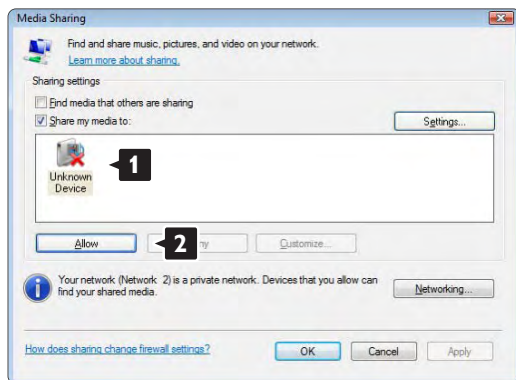 Media Sharing
Find and share music, pictures, and video on your network.
Learn more about sharing.
Sharing settings
Find media that others are sharing
Share my media to:
Settings...
Unknown
Device
1
Allow
2
Customize...
Your network (Network 2) is a private network. Devices that you allow can
find your shared media.
Networking...
How does sharing change firewall settings?
OK
Cancel
Apply